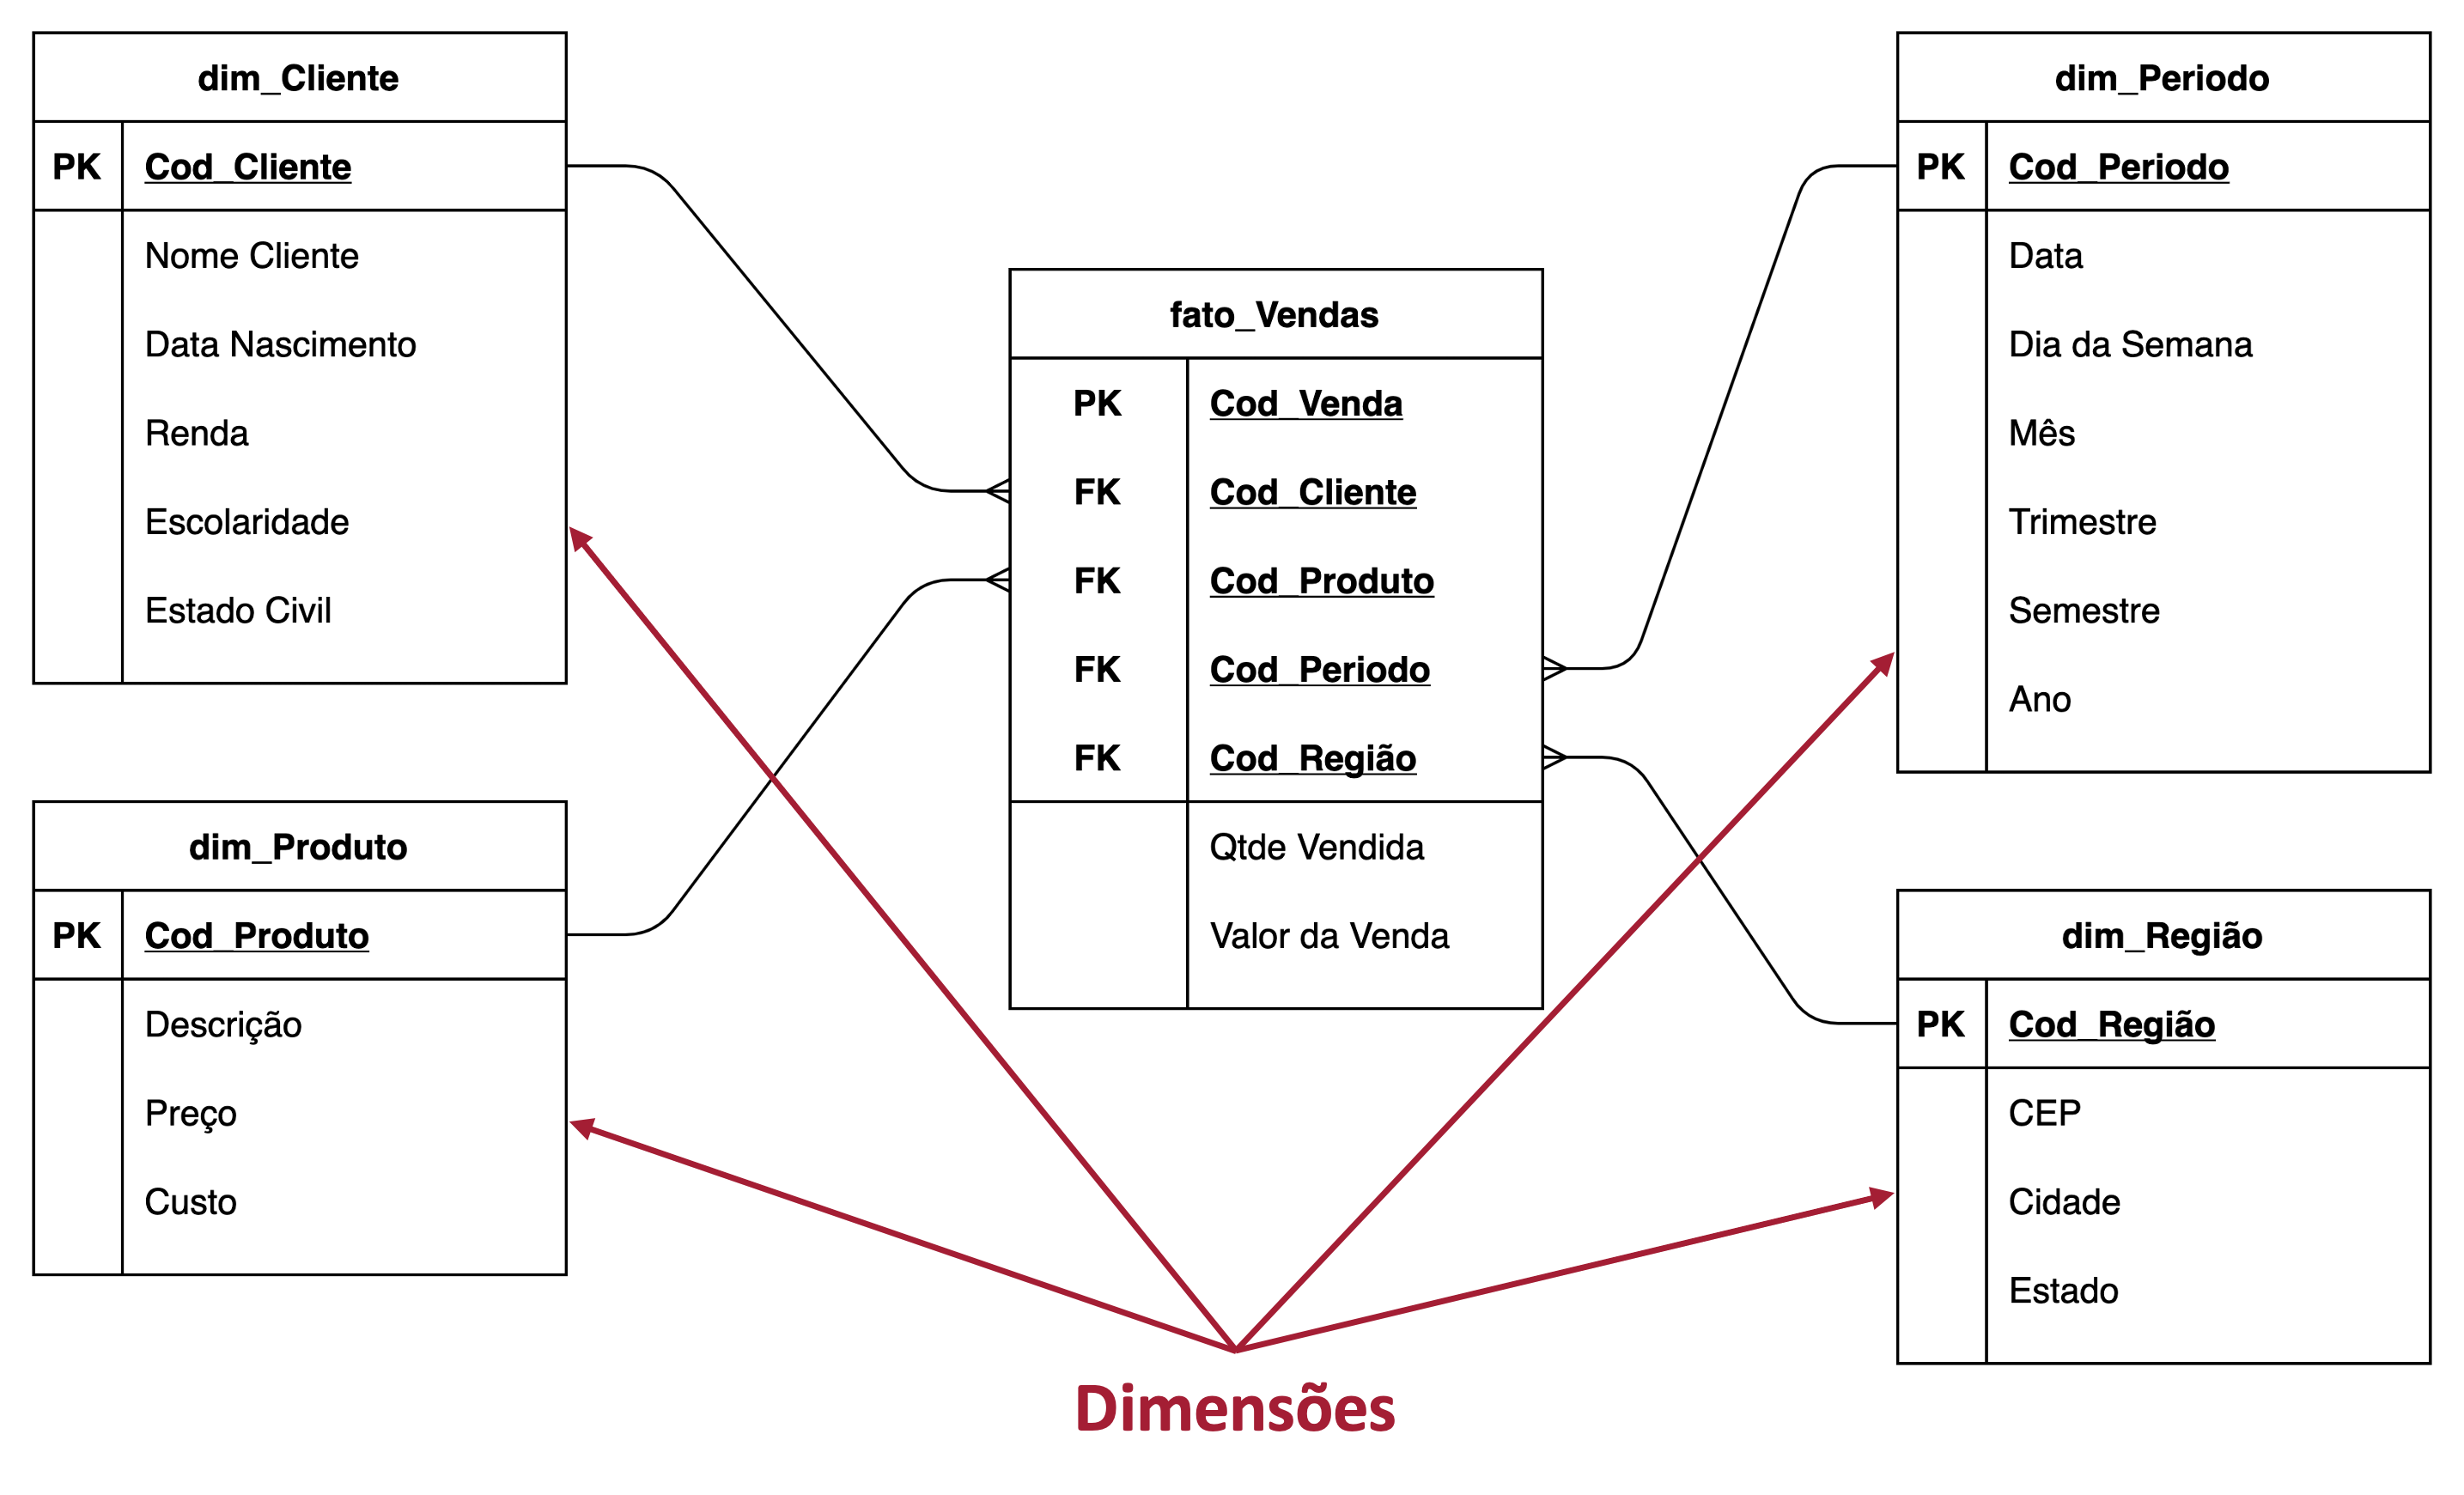 dim_Cliente
PK Cod_Cliente
Nome Cliente
Data Nascimento
Renda
Escolaridade
Estado Civil
dim_Produto
PK Cod_Produto
Descrição
Preço
Custo
fato_Vendas
PK Cod_Venda
FK Cod_Cliente
FK Cod_Produto
FK Cod_Periodo
FK Cod_Região
Qtde Vendida
Valor da Venda
dim_Periodo
PK Cod_Periodo
Data
Dia da Semana
Mês
Trimestre
Semestre
Ano
dim_Região
PK Cod_Região
CEP
Cidade
Estado
Dimensões